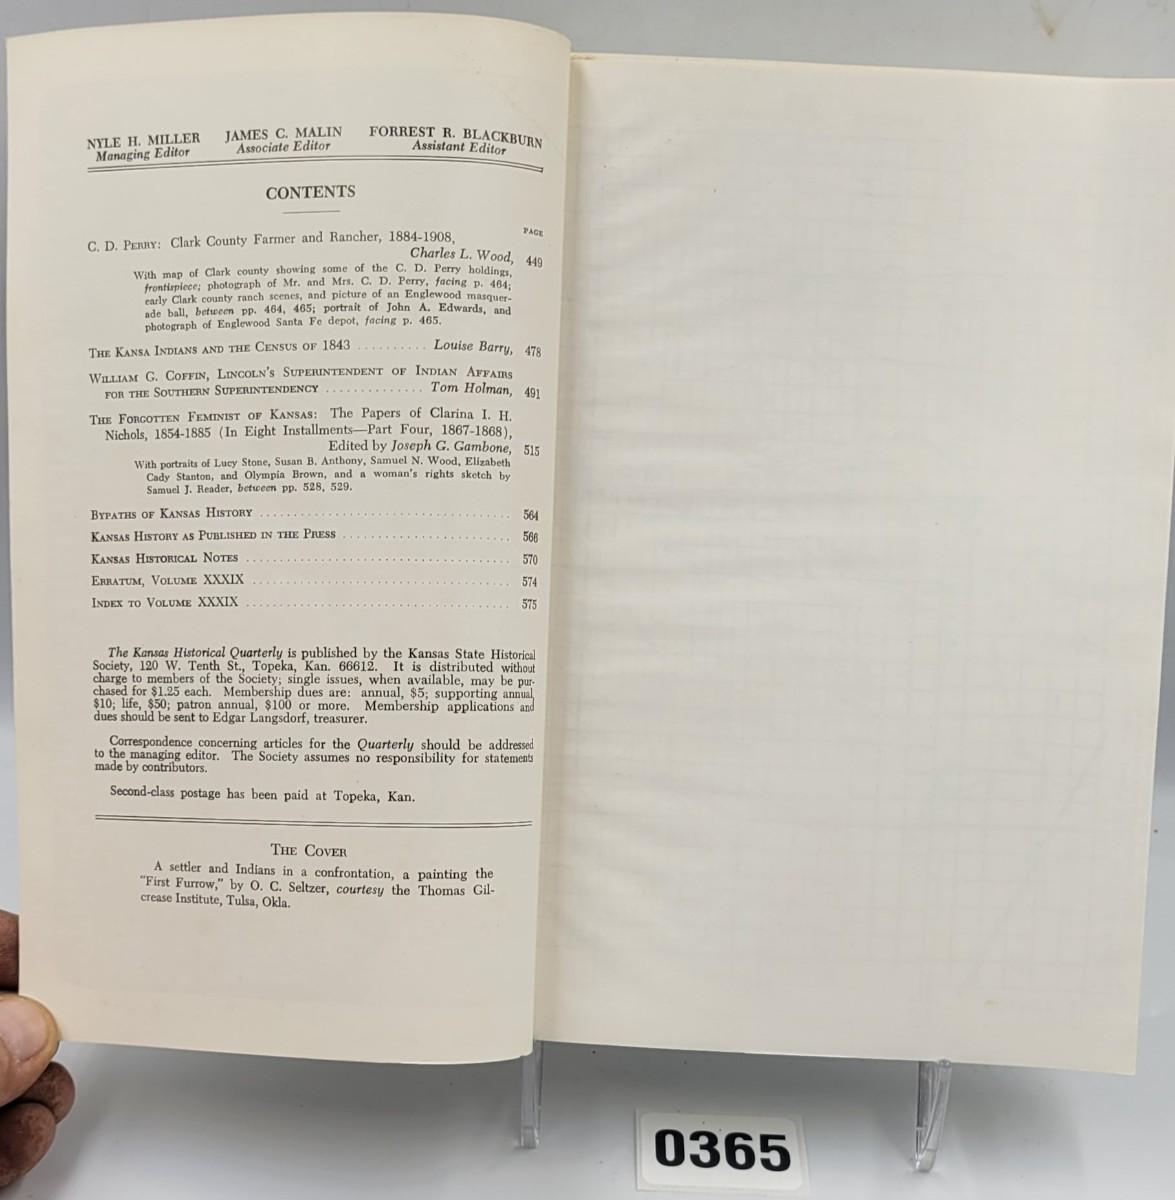 NYLE H. MILLER JAMES C. MALIN FORREST R. BLACKBURN
Managing Editor Associate Editor Assistant Editor
CONTENTS
PAGE
C. D. PERRY: Clark County Farmer and Rancher, 1884-1908,
Charles L. Wood, 449
With map of Clark county showing some of the C. D. Perry holdings,
frontispiece; photograph of Mr. and Mrs. C. D. Perry, facing p. 464;
early Clark county ranch scenes, and picture of an Englewood masquer-
ade ball, between pp. 464, 465; portrait of John A. Edwards, and
photograph of Englewood Santa Fe depot, facing p. 465.
THE KANSA INDIANS AND THE CENSUS OF 1843 .......... Louise Barry, 478
WILLIAM G. COFFIN, LINCOLN'S SUPERINTENDENT OF INDIAN AFFAIRS
FOR THE SOUTHERN SUPERINTENDENCY .............. Tom Holman, 491
THE FORGOTTEN FEMINIST OF KANSAS: The Papers of Clarina I. H.
Nichols, 1854-1885 (In Eight Installments—Part Four, 1867-1868),
Edited by Joseph G. Gambone, 515
With portraits of Lucy Stone, Susan B. Anthony, Samuel N. Wood, Elizabeth
Cady Stanton, and Olympia Brown, and a woman's rights sketch by
Samuel J. Reader, between pp. 528, 529.
BYPATHS OF KANSAS HISTORY .................................... 564
KANSAS HISTORY AS PUBLISHED IN THE PRESS ........................ 566
KANSAS HISTORICAL NOTES ...................................... 570
ERRATUM, VOLUME XXXIX ..................................... 574
INDEX TO VOLUME XXXIX ...................................... 575
The Kansas Historical Quarterly is published by the Kansas State Historical
Society, 120 W. Tenth St., Topeka, Kan. 66612. It is distributed without
charge to members of the Society; single issues, when available, may be pur-
chased for $1.25 each. Membership dues are: annual, $5; supporting annual,
$10; life, $50; patron annual, $100 or more. Membership applications and
dues should be sent to Edgar Langsdorf, treasurer.
Correspondence concerning articles for the Quarterly should be addressed
to the managing editor. The Society assumes no responsibility for statements
made by contributors.
Second-class postage has been paid at Topeka, Kan.
THE COVER
A settler and Indians in a confrontation, a painting the
"First Furrow," by O. C. Seltzer, courtesy the Thomas Gil-
crease Institute, Tulsa, Okla.
0365